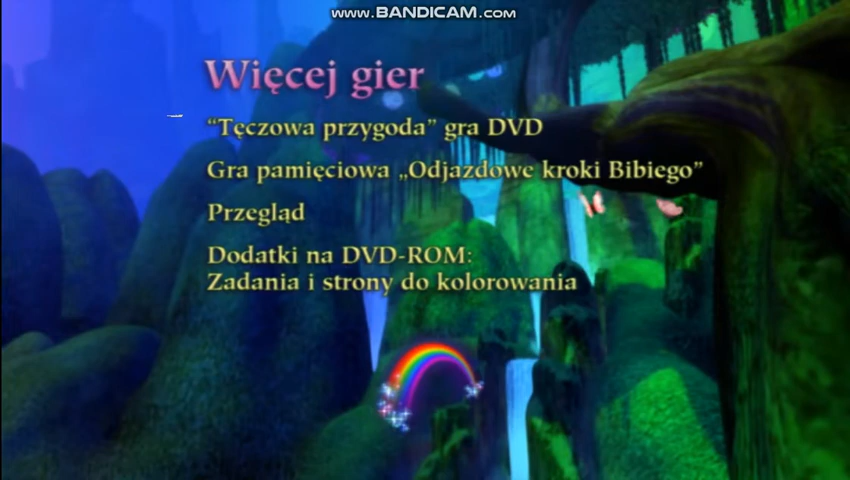 www.BANDICAM.com
Więcej gier
“Tęczowa przygoda” gra DVD
Gra pamięciowa „Odjazdowe kroki Bibiego”
Przegląd
Dodatki na DVD-ROM:
Zadania i strony do kolorowania